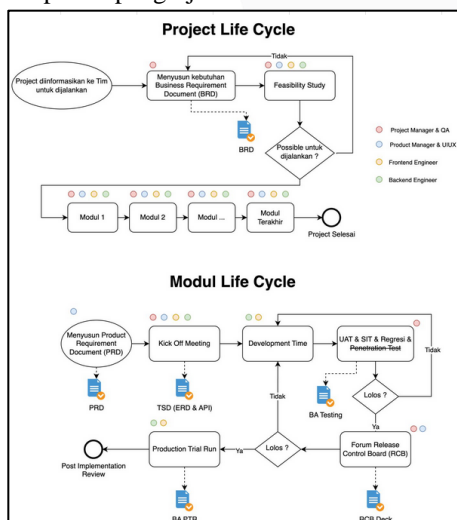 Project Life Cycle
Tidak
Project diinformasikan ke Tim
untuk dijalankan
Menyusun kebutuhan
Business Requirement
Document (BRD)
Feasibility Study
BRD
Possible untuk
dijalankan ?
Project Manager & QA
Product Manager & UIUX
Frontend Engineer
Backend Engineer
Modul 1
Modul 2
Modul ...
Modul
Terakhir
Project Selesai
Modul Life Cycle
Menyusun Product
Requirement
Document (PRD)
Kick Off Meeting
Development Time
UAT & SIT & Regresi &
Penetration Test
Tidak
PRD
TSD (ERD & API)
BA Testing
Lolos ?
Tidak
Ya
Post Implementation
Review
Production Trial Run
Ya
Lolos ?
Forum Release
Control Board (RCB)
BA PTR
RCB Deck